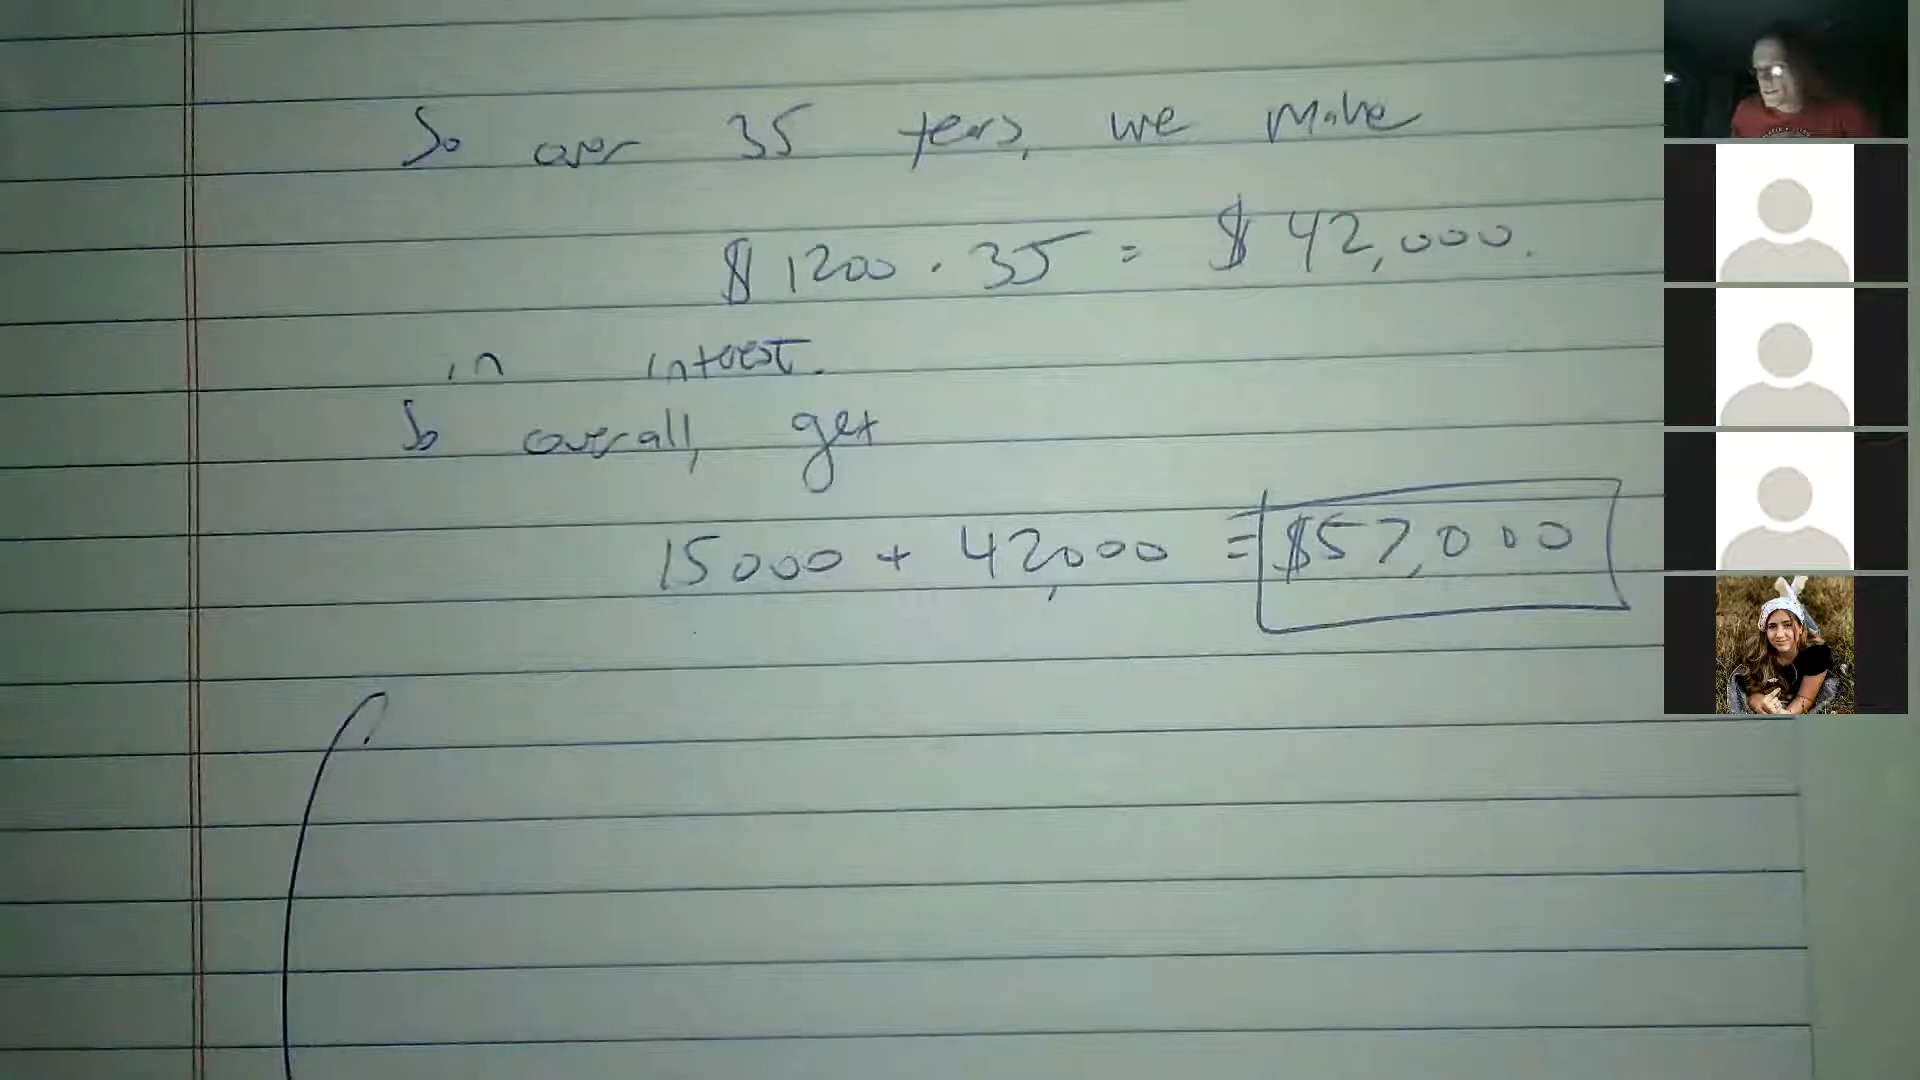 So over 35 years, we make
$1200 · 35 = $42,000.
in interest.
So overall, get
15000 + 42,000 = $57,000